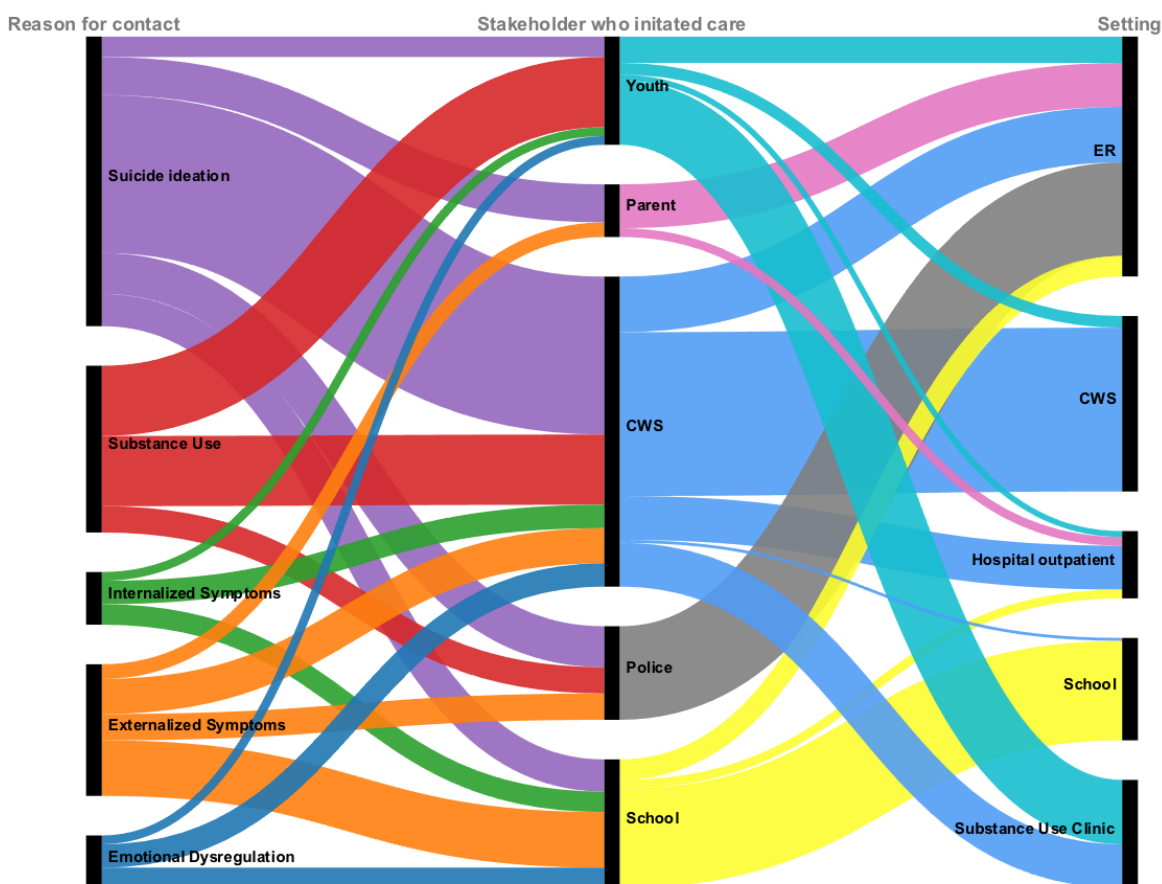 Reason for contact
Stakeholder who initated care
Setting
Youth
ER
Suicide ideation
Parent
CWS
CWS
Substance Use
Hospital outpatient
Internalized Symptoms
Police
School
Externalized Symptoms
School
Substance Use Clinic
Emotional Dysregulation